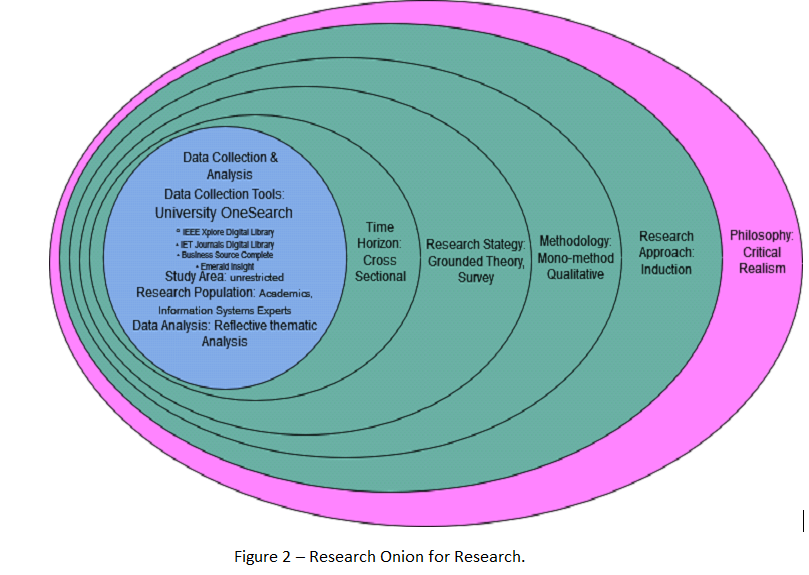 Data Collection &
Analysis
Data Collection Tools:
University OneSearch
° IEEE Xplore Digital Library
• IET Journals Digital Library
• Business Source Complete
• Emerald Insight
Study Area: unrestricted
Research Population: Academics,
Information Systems Experts
Data Analysis: Reflective thematic
Analysis
Time
Horizon:
Cross
Sectional
Research Stategy:
Grounded Theory,
Survey
Methodology:
Mono-method
Qualitative
Research
Approach:
Induction
Philosophy:
Critical
Realism
Figure 2 – Research Onion for Research.